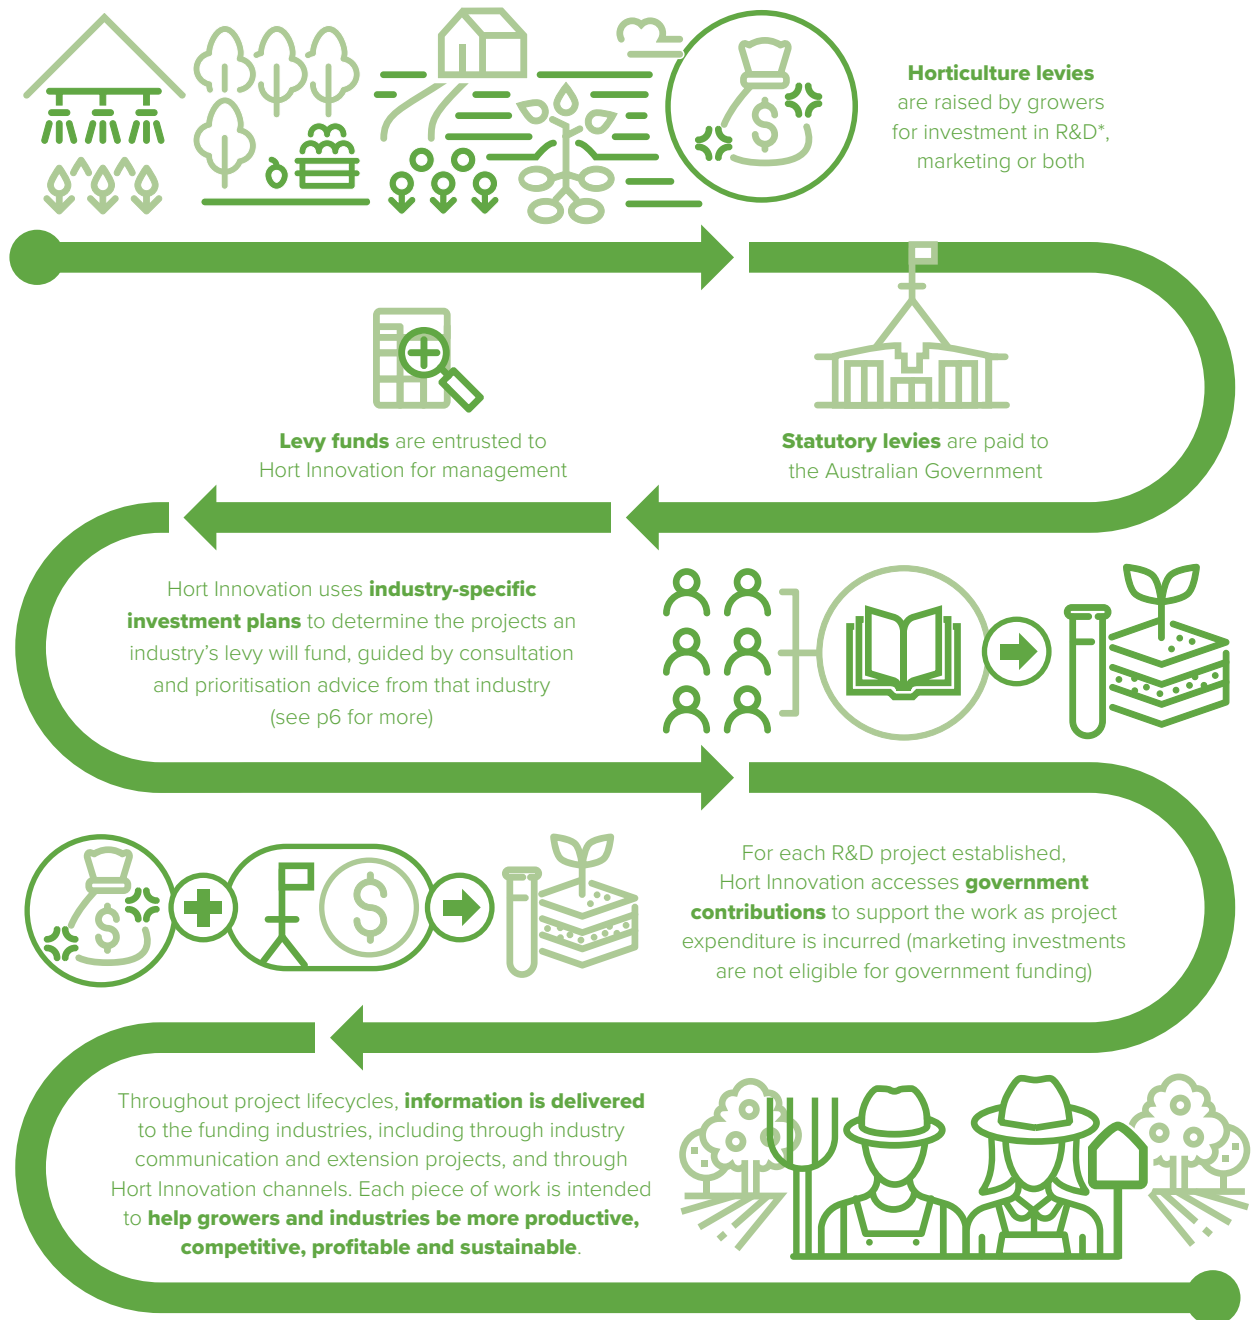 Horticulture levies
are raised by growers
for investment in R&D*,
marketing or both
Statutory levies are paid to
the Australian Government
Levy funds are entrusted to
Hort Innovation for management
Hort Innovation uses industry-specific
investment plans to determine the projects an
industry's levy will fund, guided by consultation
and prioritisation advice from that industry
(see p6 for more)
For each R&D project established,
Hort Innovation accesses government
contributions to support the work as project
expenditure is incurred (marketing investments
are not eligible for government funding)
Throughout project lifecycles, information is delivered
to the funding industries, including through industry
communication and extension projects, and through
Hort Innovation channels. Each piece of work is intended
to help growers and industries be more productive,
competitive, profitable and sustainable.